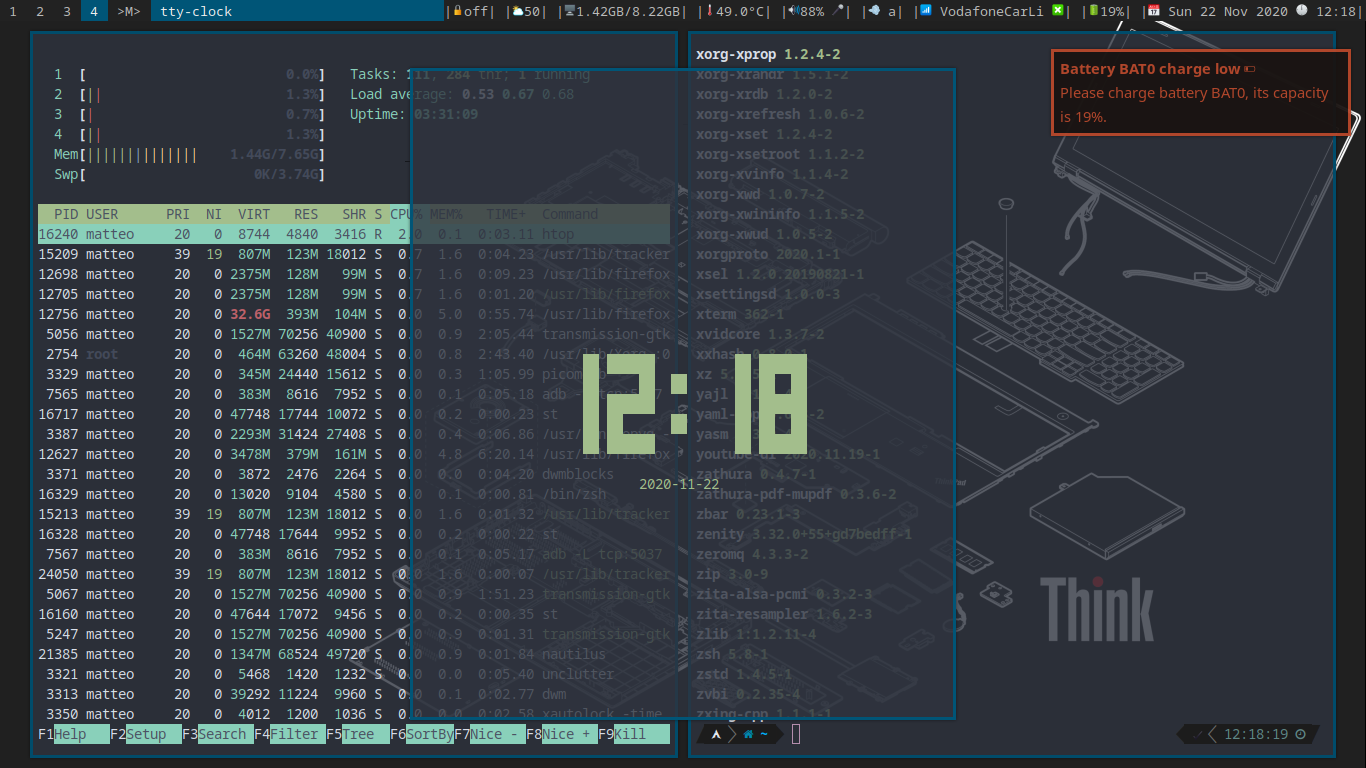 1 2 3 4 >M> tty-clock |off| |50| |1.42GB/8.22GB| |49.0°C| |88% | | a| | VodafoneCarLi | |19%| | Sun 22 Nov 2020 12:18|
1 [ 0.0%] Tasks: 111, 284 thr; 1 running
2 [|| 1.3%] Load average: 0.53 0.67 0.68
3 [| 0.7%] Uptime: 03:31:09
4 [|| 1.3%]
Mem[|||||||||||||| 1.44G/7.65G]
Swp[ 0K/3.74G]
PID USER PRI NI VIRT RES SHR S CPU% MEM% TIME+ Command
16240 matteo 20 0 8744 4840 3416 R 2 0.1 0:03.11 htop
15209 matteo 39 19 807M 123M 18012 S 0.7 1.6 0:04.23 /usr/lib/tracker
12698 matteo 20 0 2375M 128M 99M S 0.7 1.6 0:09.23 /usr/lib/firefox
12705 matteo 20 0 2375M 128M 99M S 0.7 1.6 0:01.20 /usr/lib/firefox
12756 matteo 20 0 32.6G 393M 104M S 0. 5.0 0:55.74 /usr/lib/firefox
5056 matteo 20 0 1527M 70256 40900 S 0. 0.9 2:05.44 transmission-gtk
2754 root 20 0 464M 63260 48004 S 0. 0.8 2:43.40 :0
3329 matteo 20 0 345M 24440 15612 S 0. 0.3 1:05.99 picom
7565 matteo 20 0 383M 8616 7952 S 0. 0.1 0:05.18 adb
16717 matteo 20 0 47748 17744 10072 S 0. 0.2 0:00.23 st
3387 matteo 20 0 2293M 31424 27408 S 0. 0.4 0:06.86 /usr/
12627 matteo 20 0 3478M 379M 161M S 0. 4.8 6:20.14 /usr/lib/firefox
3371 matteo 20 0 3872 2476 2264 S 0. 0.0 0:04.20 dwmblocks
16329 matteo 20 0 13020 9104 4580 S 0. 0.1 0:00.81 /bin/zsh
15213 matteo 39 19 807M 123M 18012 S 0. 1.6 0:01.32 /usr/lib/tracker
16328 matteo 20 0 47748 17644 9952 S 0. 0.2 0:00.22 st
7567 matteo 20 0 383M 8616 7952 S 0. 0.1 0:05.17 adb -L tcp:5037
24050 matteo 39 19 807M 123M 18012 S 0. 1.6 0:00.07 /usr/lib/tracker
5067 matteo 20 0 1527M 70256 40900 S 0.0 0.9 1:51.23 transmission-gtk
16160 matteo 20 0 47644 17072 9456 S 0.0 0.2 0:00.35 st
5247 matteo 20 0 1527M 70256 40900 S 0.0 0.9 0:01.31 transmission-gtk
21385 matteo 20 0 1347M 68524 49720 S 0.0 0.9 0:01.84 nautilus
3321 matteo 20 0 5468 1420 1232 S 0.0 0.0 0:05.40 unclutter
3313 matteo 20 0 39292 11224 9960 S 0.0 0.1 0:02.77 dwm
3350 matteo 20 0 4012 1200 1036 S 0.0 0.0 0:02.58 xautolock -time
F1Help F2Setup F3Search F4Filter F5Tree F6SortBy F7Nice - F8Nice + F9Kill
12:18
2020-11-22
xorg-xprop 1.2.4-2
xorg-xrandr 1.5.1-2
xorg-xrdb 1.2.0-2
xorg-xrefresh 1.0.6-2
xorg-xset 1.2.4-2
xorg-xsetroot 1.1.2-2
xorg-xvinfo 1.1.4-2
xorg-xwd 1.0.7-2
xorg-xwininfo 1.1.5-2
xorg-xwud 1.0.5-2
xorgproto 2020.1-1
xsel 1.2.0.20190821-1
xsettingsd 1.0.0-3
xterm 362-1
xvidcore 1.3.7-2
xxhash
xz 5.
yajl
yaml-
yasm
youtube-dl 2020.11.19-1
zathura 0.4.7-1
zathura-pdf-mupdf 0.3.6-2
zbar 0.23.1-3
zenity 3.32.0+55+gd7bedff-1
zeromq 4.3.3-2
zip 3.0-9
zita-alsa-pcmi 0.3.2-3
zita-resampler 1.6.2-3
zlib 1:1.2.11-4
zsh 5.8-1
zstd 1.4.5-1
zvbi 0.2.35-4
zxing-cpp 1.1.1-1
~
12:18:19
Battery BAT0 charge low
Please charge battery BAT0, its capacity
is 19%.
Think